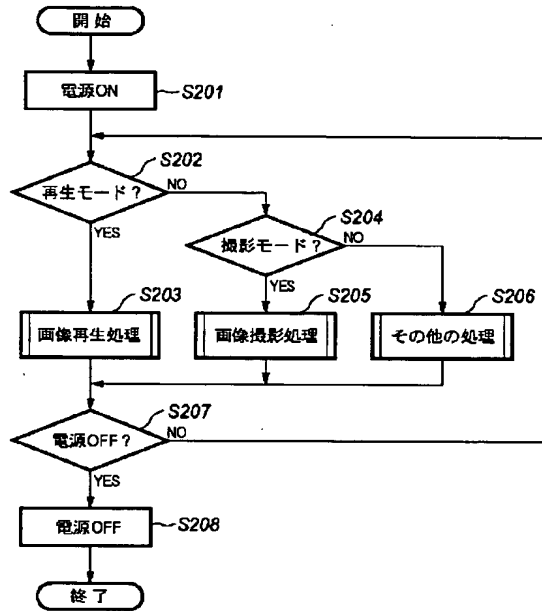 開 始
電源ON
S201
S202
再生モード?
NO
YES
S204
撮影モード?
NO
YES
S203
画像再生処理
S205
画像撮影処理
S206
その他の処理
S207
電源OFF?
NO
YES
電源OFF
S208
終 了